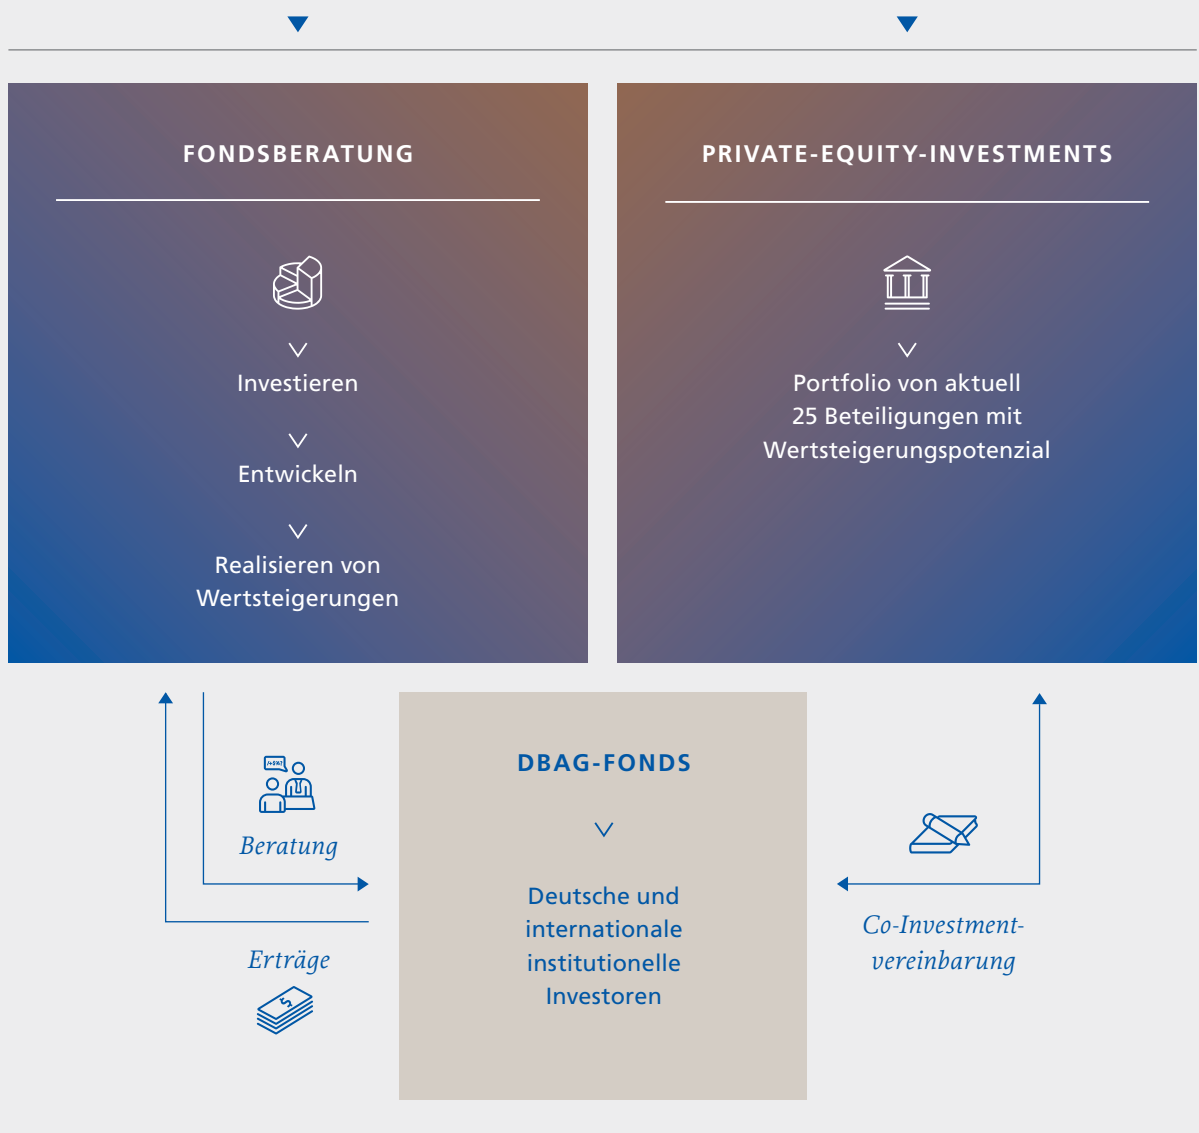 FONDSBERATUNG
Investieren
Entwickeln
Realisieren von
Wertsteigerungen
PRIVATE-EQUITY-INVESTMENTS
Portfolio von aktuell
25 Beteiligungen mit
Wertsteigerungspotenzial
Beratung
Erträge
DBAG-FONDS
Deutsche und
internationale
institutionelle
Investoren
Co-Investment-
vereinbarung